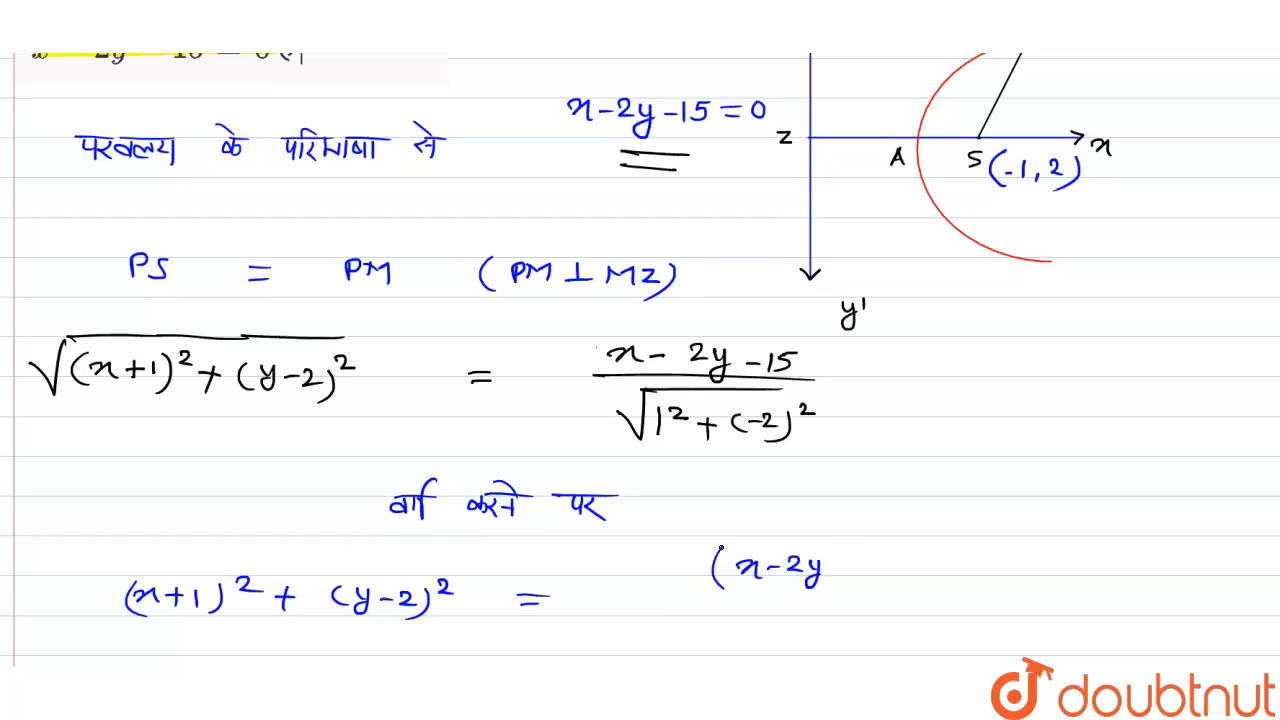 परवलय के परिभाषा से
x-2y-15=0
Z
A
S(-1,2)
x
PS = PM (PM⊥MZ)
y'
√(x+1)²+(y-2)² = x-2y-15
√1²+(-2)²
वर्ग करने पर
(x+1)²+(y-2)² = (x-2y
doubtnut